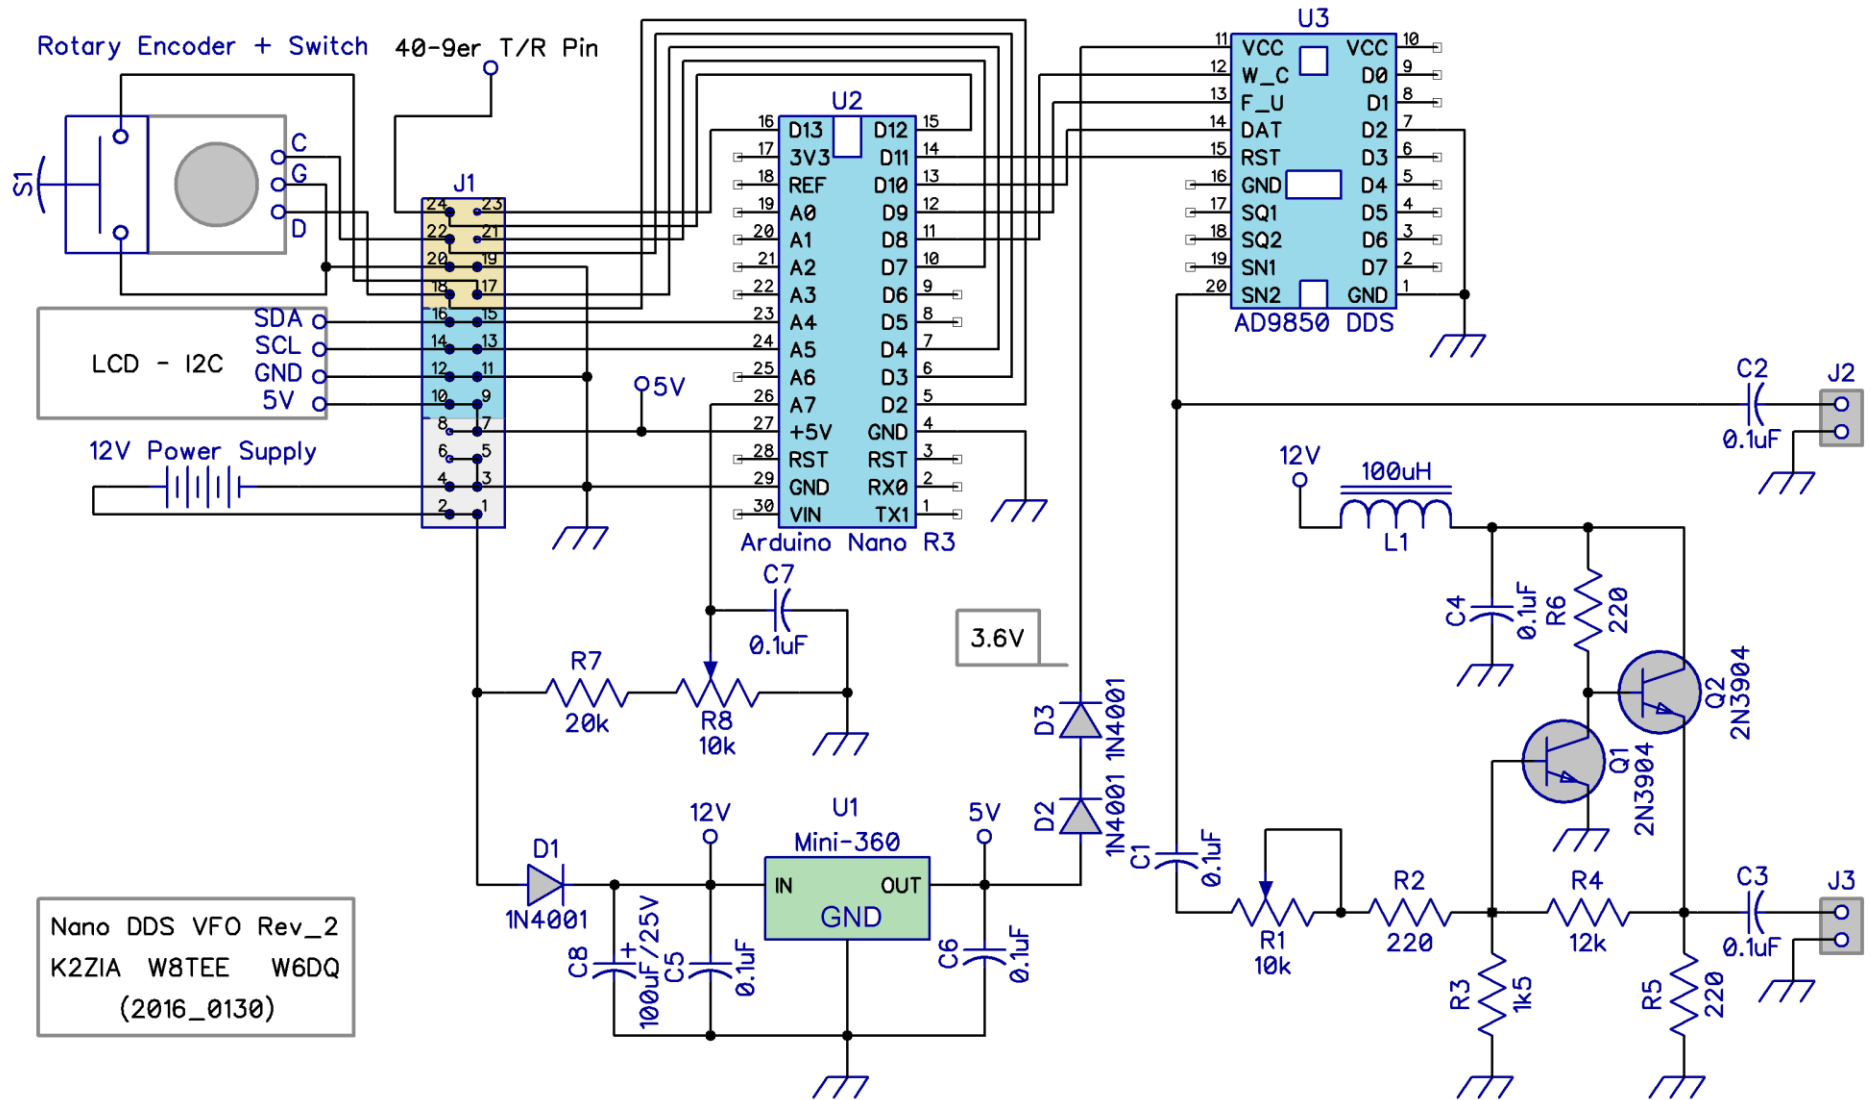 Rotary Encoder + Switch
40-9er T/R Pin
S1
C
G
D
J1
24 23
22 21
20 19
18 17
16 15
14 13
12 11
10 9
8 7
6 5
4 3
2 1
LCD - I2C
SDA
SCL
GND
5V
12V Power Supply
5V
U2
16 D13 D12 15
17 3V3 D11 14
18 REF D10 13
19 A0 D9 12
20 A1 D8 11
21 A2 D7 10
22 A3 D6 9
23 A4 D5 8
24 A5 D4 7
25 A6 D3 6
26 A7 D2 5
27 +5V GND 4
28 RST RST 3
29 GND RX0 2
30 VIN TX1 1
Arduino Nano R3
U3
11 VCC VCC 10
12 W_C D0 9
13 F_U D1 8
14 DAT D2 7
15 RST D3 6
16 GND D4 5
17 SQ1 D5 4
18 SQ2 D6 3
19 SN1 D7 2
20 SN2 GND 1
AD9850 DDS
C2
0.1uF
J2
12V
100uH
L1
C4
0.1uF
R6
220
Q2
2N3904
Q1
2N3904
C7
0.1uF
R7
20k
R8
10k
3.6V
D3
1N4001
D2
1N4001
D1
1N4001
12V
U1
Mini-360
IN OUT
GND
5V
C8
+
100uF/25V
C5
0.1uF
C6
0.1uF
C1
0.1uF
R1
10k
R2
220
R4
12k
R3
1k5
R5
220
C3
0.1uF
J3
Nano DDS VFO Rev_2
K2ZIA W8TEE W6DQ
(2016_0130)